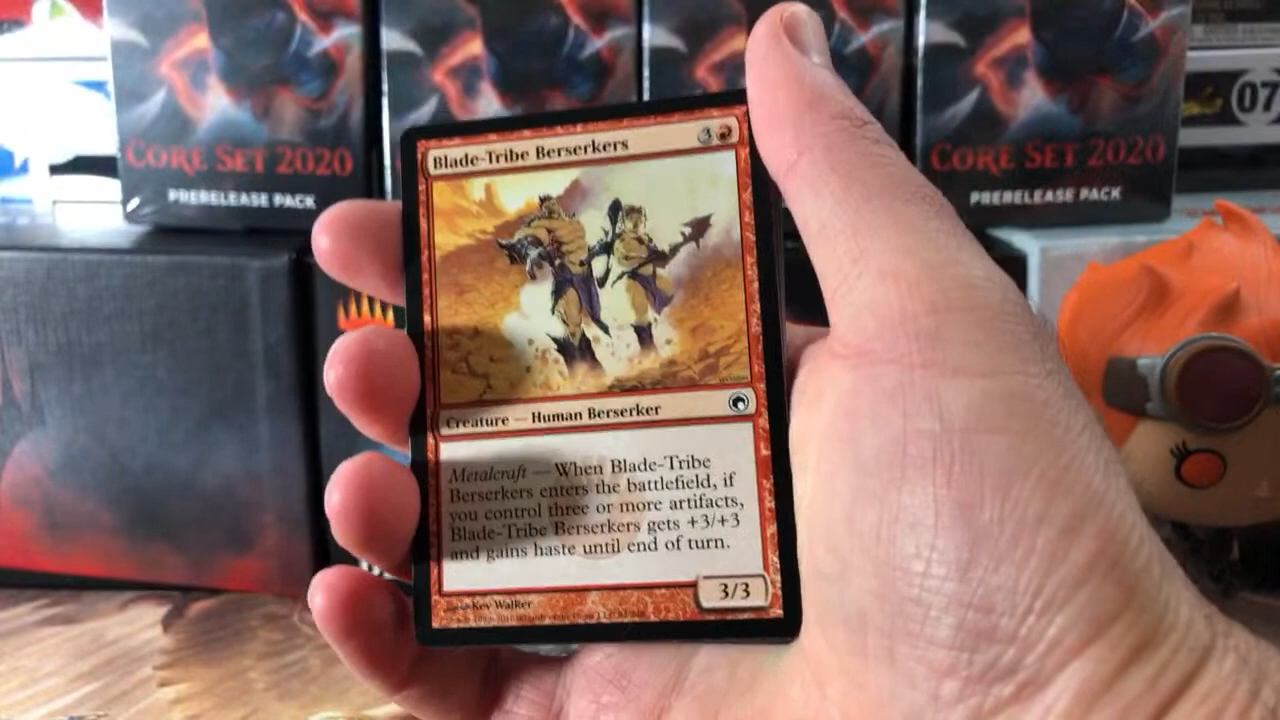 CORE SET 2020
PRERELEASE PACK
CORE SET 2020
PRERELEASE PACK
07
Blade-Tribe Berserkers 3
Creature — Human Berserker
Metalcraft — When Blade-Tribe
Berserkers enters the battlefield, if
you control three or more artifacts,
Blade-Tribe Berserkers gets +3/+3
and gains haste until end of turn.
3/3
Kev Walker